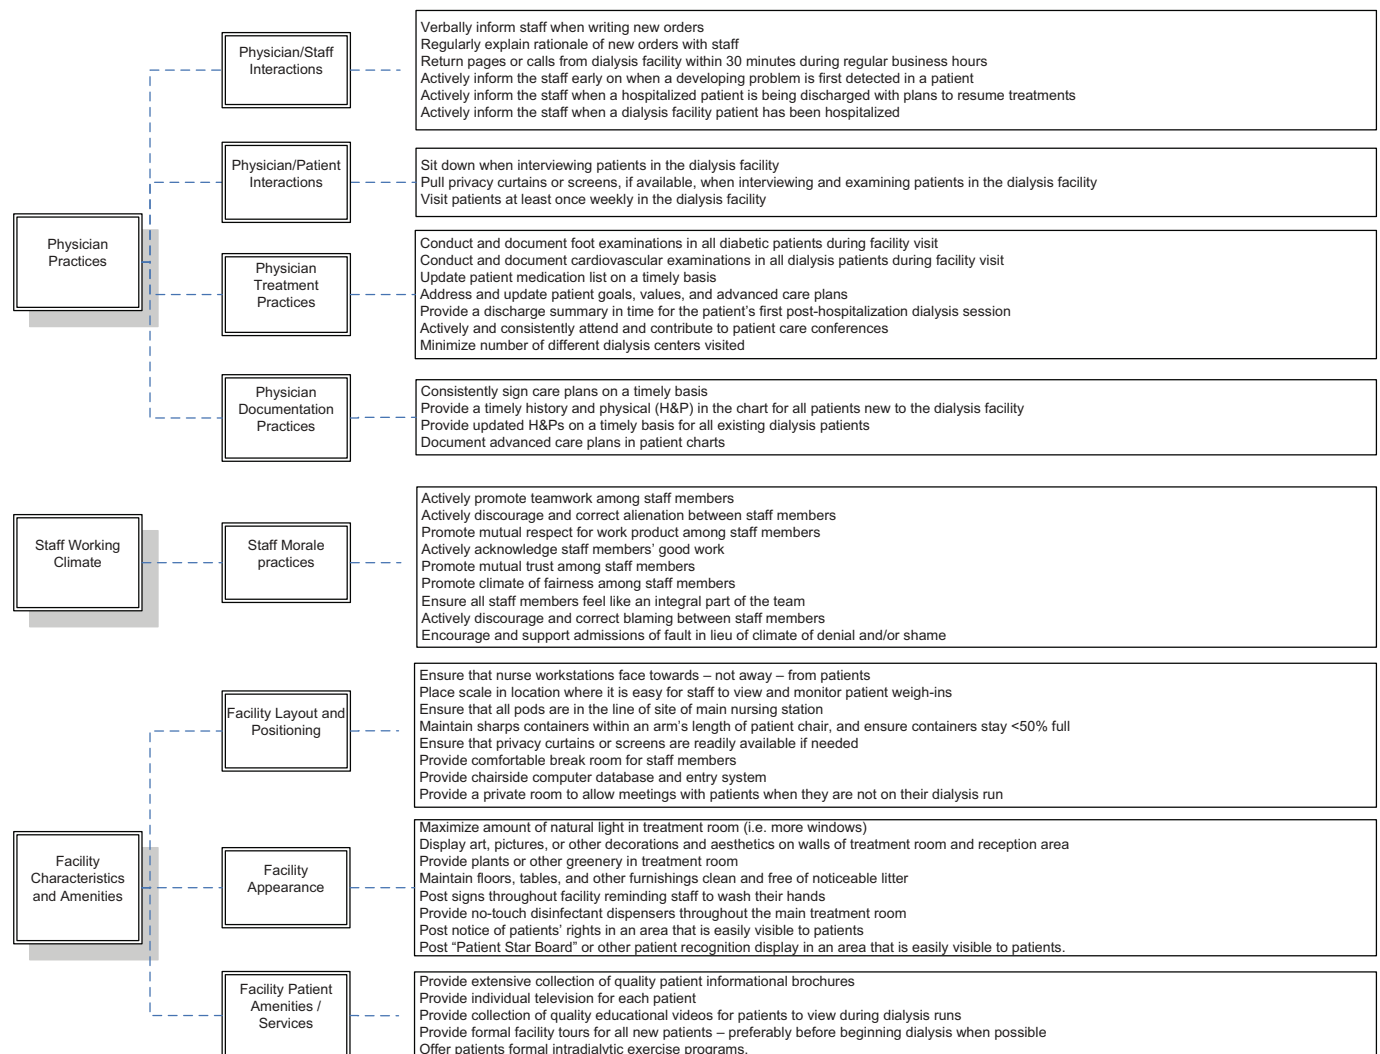 Physician
Practices
Physician/Staff
Interactions
Verbally inform staff when writing new orders
Regularly explain rationale of new orders with staff
Return pages or calls from dialysis facility within 30 minutes during regular business hours
Actively inform the staff early on when a developing problem is first detected in a patient
Actively inform the staff when a hospitalized patient is being discharged with plans to resume treatments
Actively inform the staff when a dialysis facility patient has been hospitalized
Physician/Patient
Interactions
Sit down when interviewing patients in the dialysis facility
Pull privacy curtains or screens, if available, when interviewing and examining patients in the dialysis facility
Visit patients at least once weekly in the dialysis facility
Physician
Treatment
Practices
Conduct and document foot examinations in all diabetic patients during facility visit
Conduct and document cardiovascular examinations in all dialysis patients during facility visit
Update patient medication list on a timely basis
Address and update patient goals, values, and advanced care plans
Provide a discharge summary in time for the patient's first post-hospitalization dialysis session
Actively and consistently attend and contribute to patient care conferences
Minimize number of different dialysis centers visited
Physician
Documentation
Practices
Consistently sign care plans on a timely basis
Provide a timely history and physical (H&P) in the chart for all patients new to the dialysis facility
Provide updated H&Ps on a timely basis for all existing dialysis patients
Document advanced care plans in patient charts
Staff Working
Climate
Staff Morale
practices
Actively promote teamwork among staff members
Actively discourage and correct alienation between staff members
Promote mutual respect for work product among staff members
Actively acknowledge staff members' good work
Promote mutual trust among staff members
Promote climate of fairness among staff members
Ensure all staff members feel like an integral part of the team
Actively discourage and correct blaming between staff members
Encourage and support admissions of fault in lieu of climate of denial and/or shame
Facility
Characteristics
and Amenities
Facility Layout and
Positioning
Ensure that nurse workstations face towards – not away – from patients
Place scale in location where it is easy for staff to view and monitor patient weigh-ins
Ensure that all pods are in the line of site of main nursing station
Maintain sharps containers within an arm's length of patient chair, and ensure containers stay <50% full
Ensure that privacy curtains or screens are readily available if needed
Provide comfortable break room for staff members
Provide chairside computer database and entry system
Provide a private room to allow meetings with patients when they are not on their dialysis run
Facility
Appearance
Maximize amount of natural light in treatment room (i.e. more windows)
Display art, pictures, or other decorations and aesthetics on walls of treatment room and reception area
Provide plants or other greenery in treatment room
Maintain floors, tables, and other furnishings clean and free of noticeable litter
Post signs throughout facility reminding staff to wash their hands
Provide no-touch disinfectant dispensers throughout the main treatment room
Post notice of patients' rights in an area that is easily visible to patients
Post “Patient Star Board” or other patient recognition display in an area that is easily visible to patients.
Facility Patient
Amenities /
Services
Provide extensive collection of quality patient informational brochures
Provide individual television for each patient
Provide collection of quality educational videos for patients to view during dialysis runs
Provide formal facility tours for all new patients – preferably before beginning dialysis when possible
Offer patients formal intradialytic exercise programs.